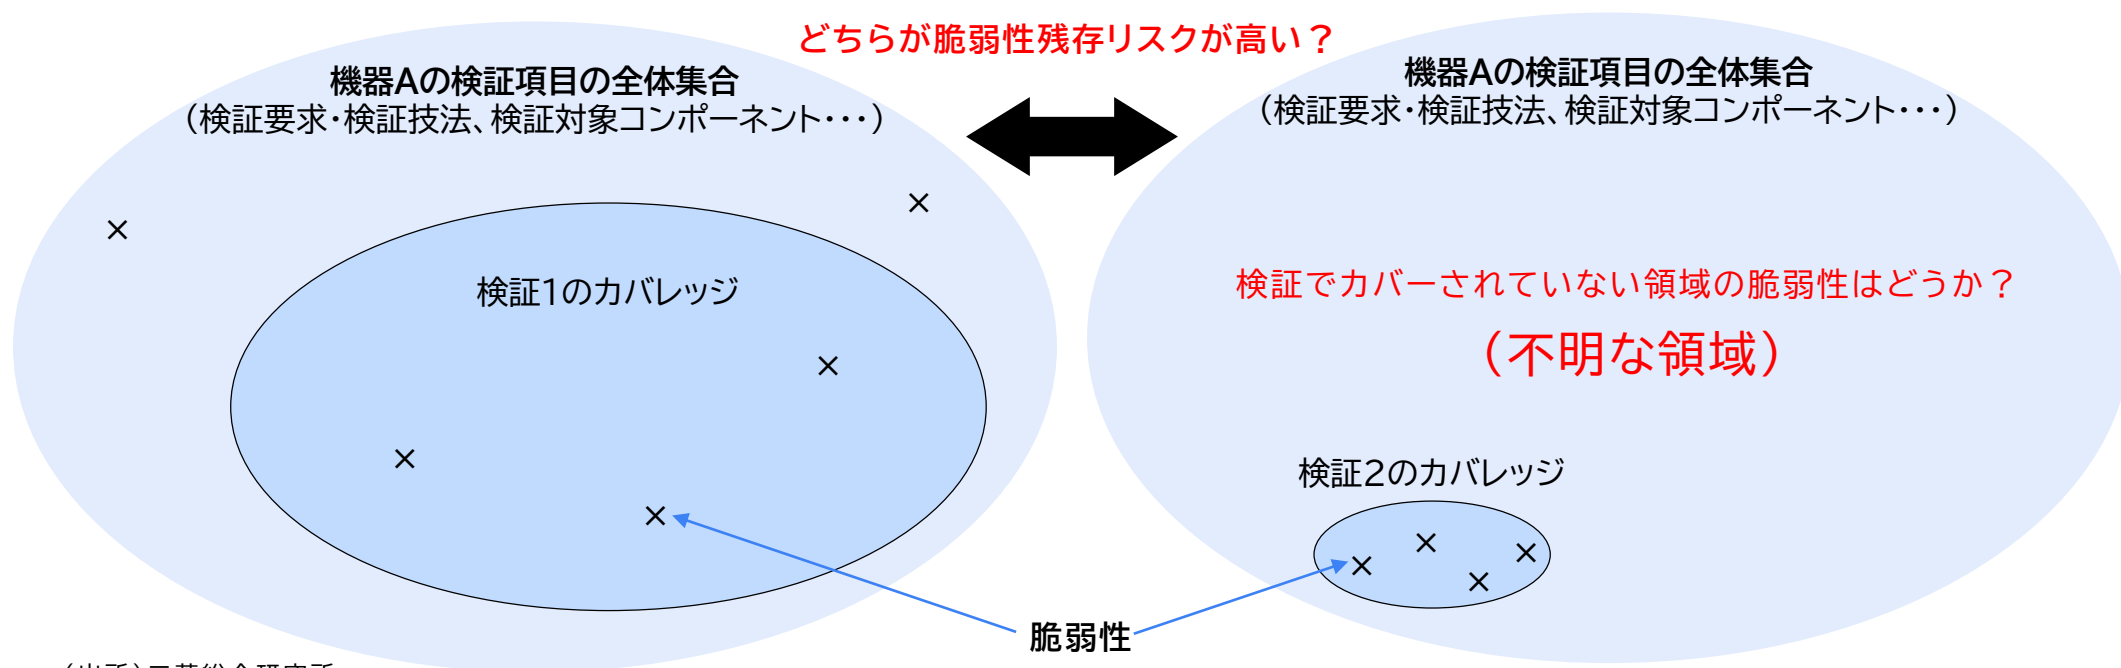 どちらが脆弱性残存リスクが高い？
機器Aの検証項目の全体集合
（検証要求・検証技法、検証対象コンポーネント・・・）
検証1のカバレッジ
機器Aの検証項目の全体集合
（検証要求・検証技法、検証対象コンポーネント・・・）
検証でカバーされていない領域の脆弱性はどうか？
（不明な領域）
検証2のカバレッジ
脆弱性